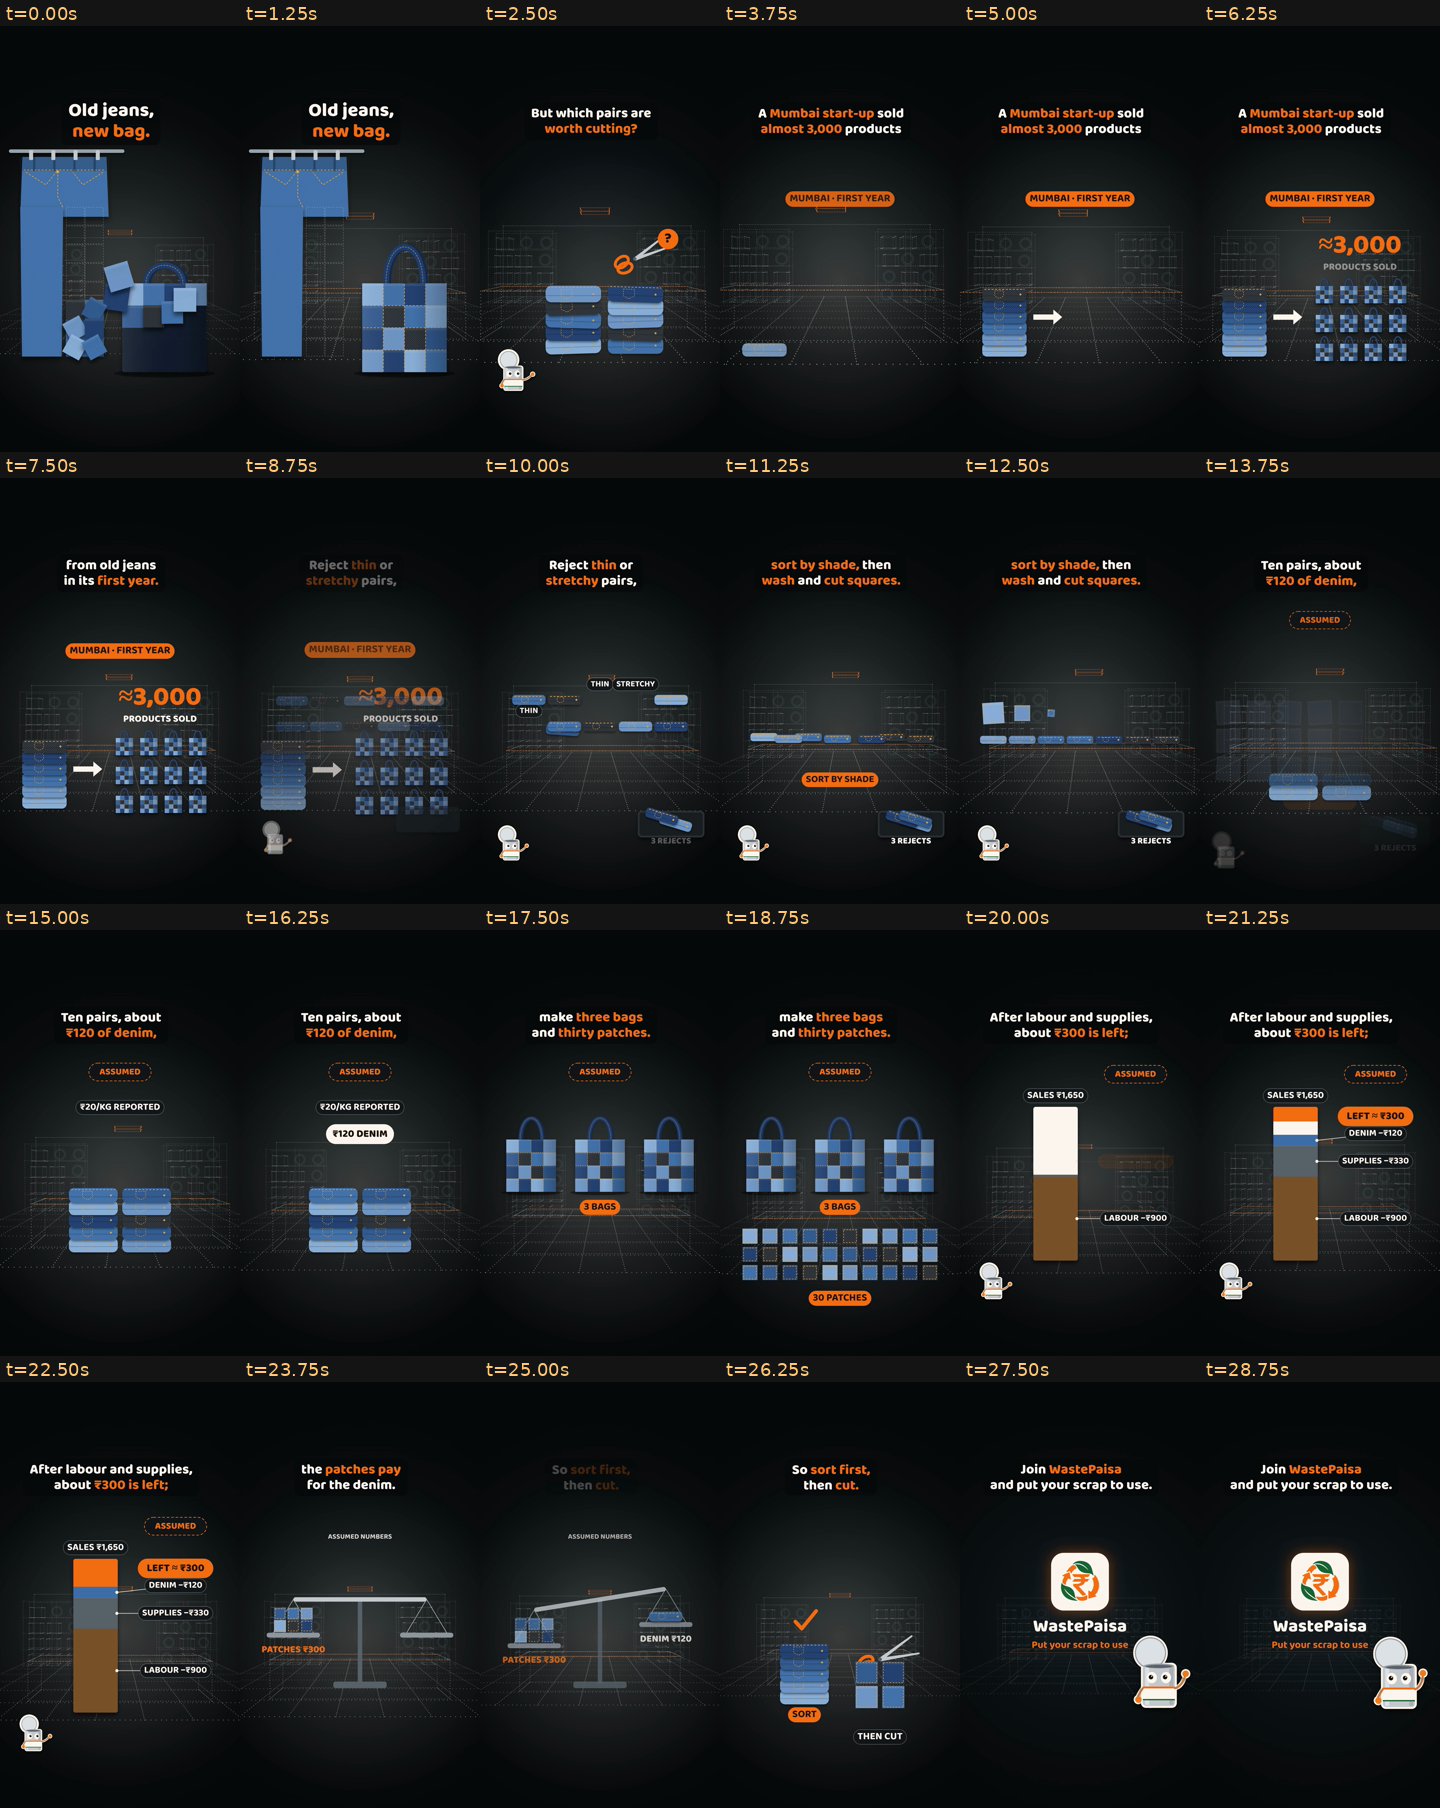 t=0.00s
Old jeans,
new bag.
t=1.25s
Old jeans,
new bag.
t=2.50s
But which pairs are
worth cutting?
?
t=3.75s
A Mumbai start-up sold
almost 3,000 products
MUMBAI · FIRST YEAR
t=5.00s
A Mumbai start-up sold
almost 3,000 products
MUMBAI · FIRST YEAR
t=6.25s
A Mumbai start-up sold
almost 3,000 products
MUMBAI · FIRST YEAR
≈3,000
PRODUCTS SOLD
t=7.50s
from old jeans
in its first year.
MUMBAI · FIRST YEAR
≈3,000
PRODUCTS SOLD
t=8.75s
Reject thin or
stretchy pairs,
MUMBAI · FIRST YEAR
≈3,000
PRODUCTS SOLD
t=10.00s
Reject thin or
stretchy pairs,
THIN
STRETCHY
THIN
3 REJECTS
t=11.25s
sort by shade, then
wash and cut squares.
SORT BY SHADE
3 REJECTS
t=12.50s
sort by shade, then
wash and cut squares.
3 REJECTS
t=13.75s
Ten pairs, about
₹120 of denim,
ASSUMED
3 REJECTS
t=15.00s
Ten pairs, about
₹120 of denim,
ASSUMED
₹20/KG REPORTED
t=16.25s
Ten pairs, about
₹120 of denim,
ASSUMED
₹20/KG REPORTED
₹120 DENIM
t=17.50s
make three bags
and thirty patches.
ASSUMED
3 BAGS
t=18.75s
make three bags
and thirty patches.
ASSUMED
3 BAGS
30 PATCHES
t=20.00s
After labour and supplies,
about ₹300 is left;
ASSUMED
SALES ₹1,650
LABOUR −₹900
t=21.25s
After labour and supplies,
about ₹300 is left;
ASSUMED
SALES ₹1,650
LEFT ≈ ₹300
DENIM −₹120
SUPPLIES −₹330
LABOUR −₹900
t=22.50s
After labour and supplies,
about ₹300 is left;
ASSUMED
SALES ₹1,650
LEFT ≈ ₹300
DENIM −₹120
SUPPLIES −₹330
LABOUR −₹900
t=23.75s
the patches pay
for the denim.
ASSUMED NUMBERS
PATCHES ₹300
t=25.00s
So sort first,
then cut.
ASSUMED NUMBERS
DENIM ₹120
PATCHES ₹300
t=26.25s
So sort first,
then cut.
SORT
THEN CUT
t=27.50s
Join WastePaisa
and put your scrap to use.
₹
WastePaisa
Put your scrap to use
t=28.75s
Join WastePaisa
and put your scrap to use.
₹
WastePaisa
Put your scrap to use